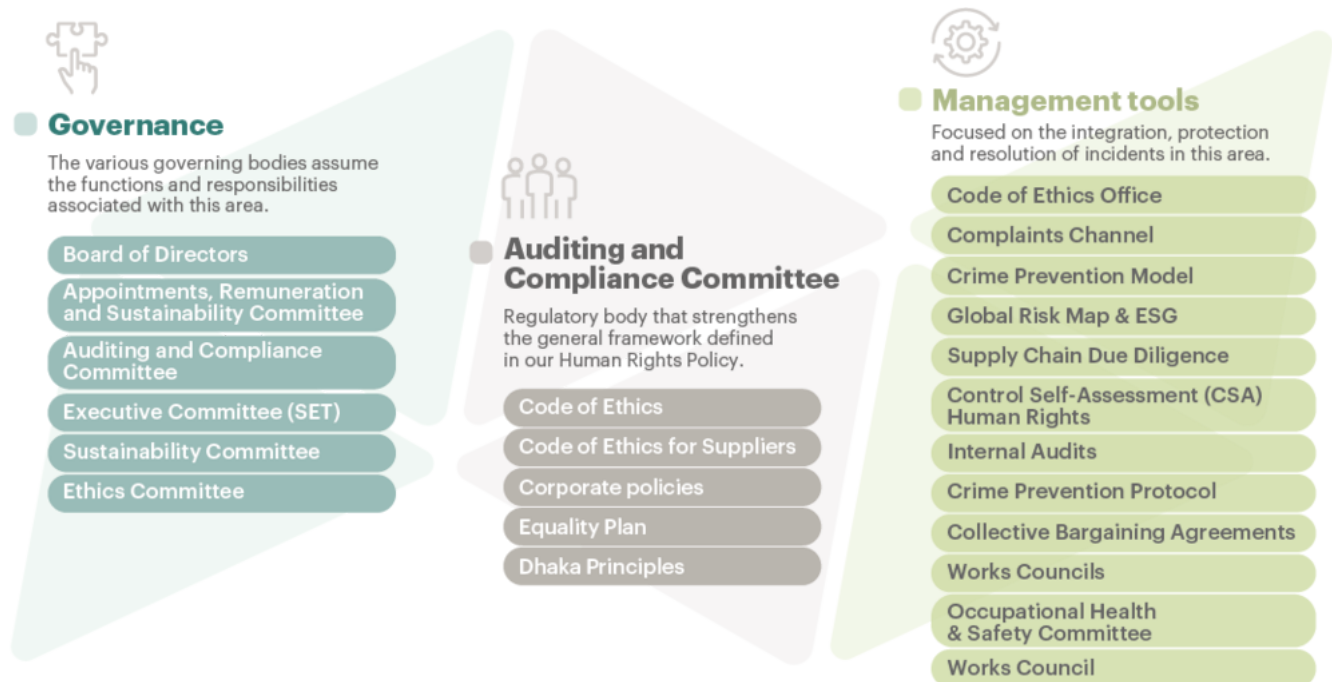 Governance
The various governing bodies assume
the functions and responsibilities
associated with this area.
Board of Directors
Appointments, Remuneration
and Sustainability Committee
Auditing and Compliance
Committee
Executive Committee (SET)
Sustainability Committee
Ethics Committee
Auditing and
Compliance Committee
Regulatory body that strengthens
the general framework defined
in our Human Rights Policy.
Code of Ethics
Code of Ethics for Suppliers
Corporate policies
Equality Plan
Dhaka Principles
Management tools
Focused on the integration, protection
and resolution of incidents in this area.
Code of Ethics Office
Complaints Channel
Crime Prevention Model
Global Risk Map & ESG
Supply Chain Due Diligence
Control Self-Assessment (CSA)
Human Rights
Internal Audits
Crime Prevention Protocol
Collective Bargaining Agreements
Works Councils
Occupational Health
& Safety Committee
Works Council